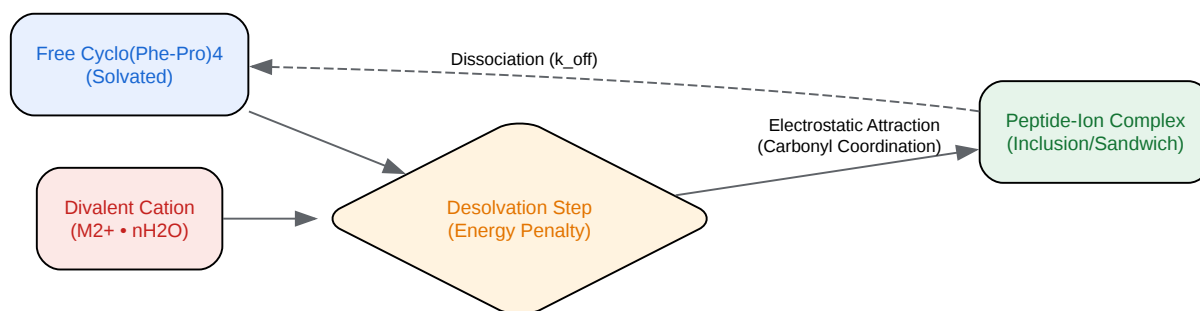 Free Cyclo(Phe-Pro)4
(Solvated)
Dissociation (k_off)
Peptide-Ion Complex
(Inclusion/Sandwich)
Electrostatic Attraction
(Carbonyl Coordination)
Divalent Cation
(M2+ • nH2O)
Desolvation Step
(Energy Penalty)